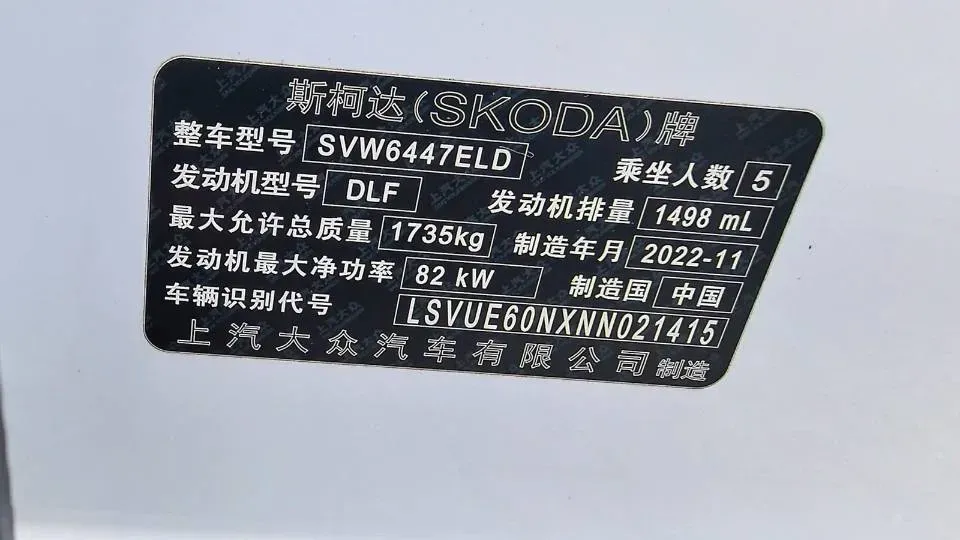 斯柯达(SKODA)牌
整车型号 SVW6447ELD 乘坐人数 5
发动机型号 DLF 发动机排量 1498 mL
最大允许总质量 1735kg 制造年月 2022-11
发动机最大净功率 82 kW 制造国 中国
车辆识别代号 LSVUE60NXNN021415
上汽大众汽车有限公司 制造